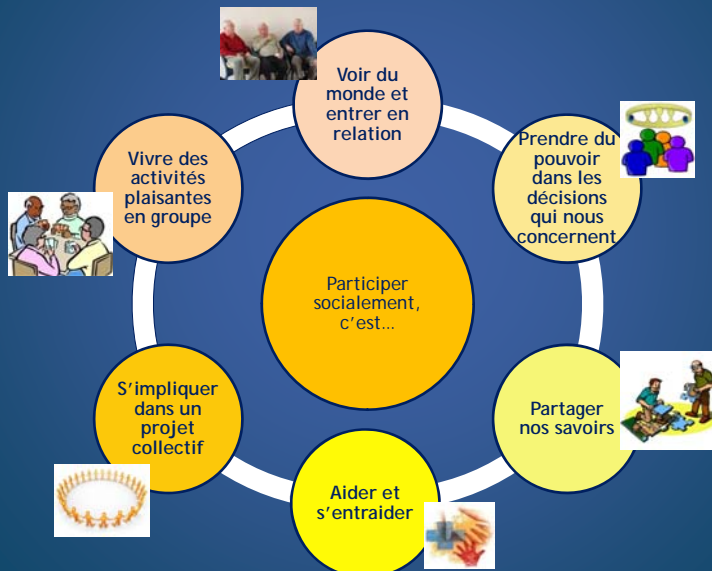 Voir du
monde et
entrer en
relation
Prendre du
pouvoir
dans les
décisions
qui nous
concernent
Partager
nos savoirs
Aider et
s'entraider
S'impliquer
dans un
projet
collectif
Vivre des
activités
plaisantes
en groupe
Participer
socialement,
c'est...